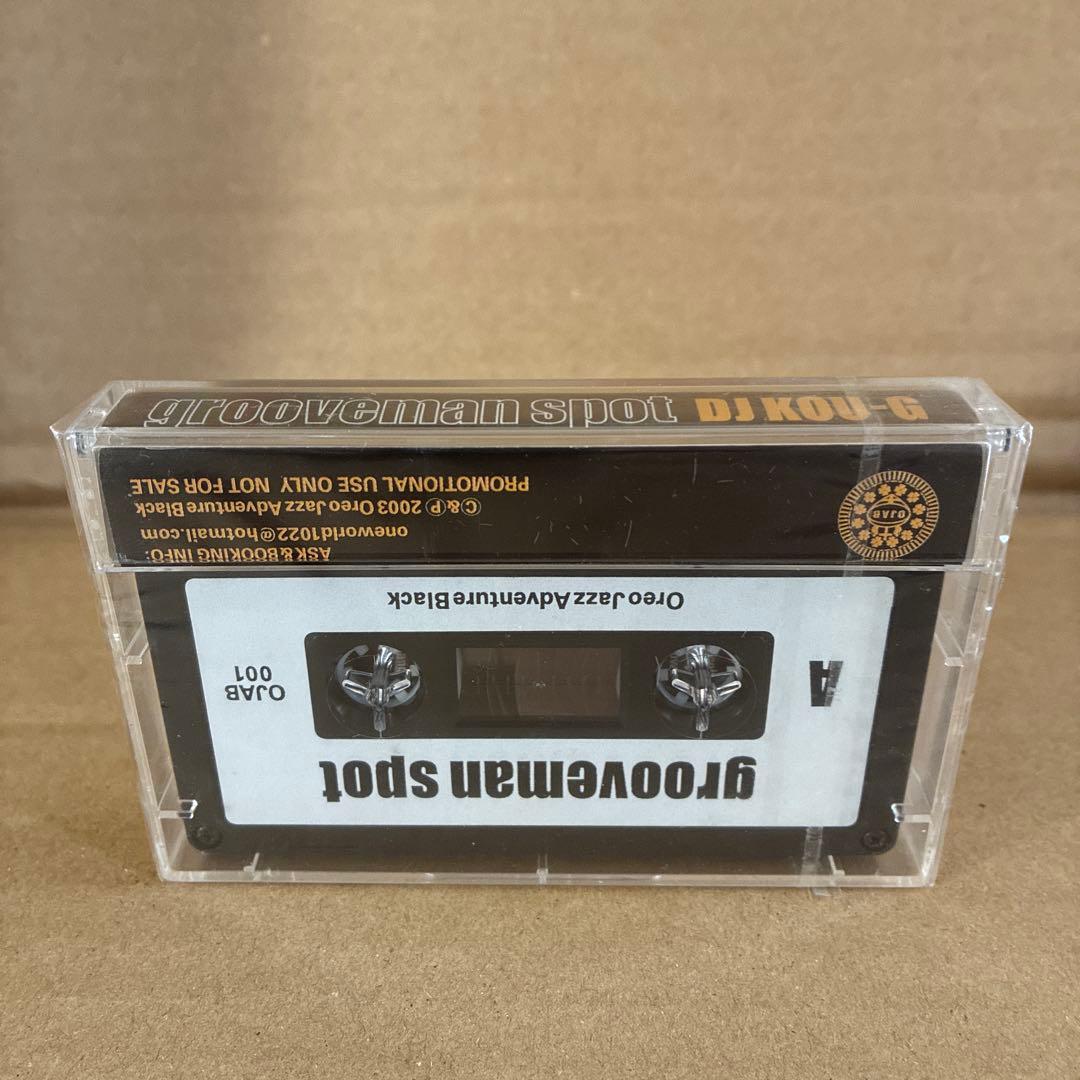 grooveman spot DJ KOU-G
ASK & BOOKING INFO:
oneworld1022@hotmail.com
C&P 2003 Oreo Jazz Adventure Black
PROMOTIONAL USE ONLY NOT FOR SALE
OJAB
grooveman spot
A
OJAB
001
Oreo Jazz Adventure Black